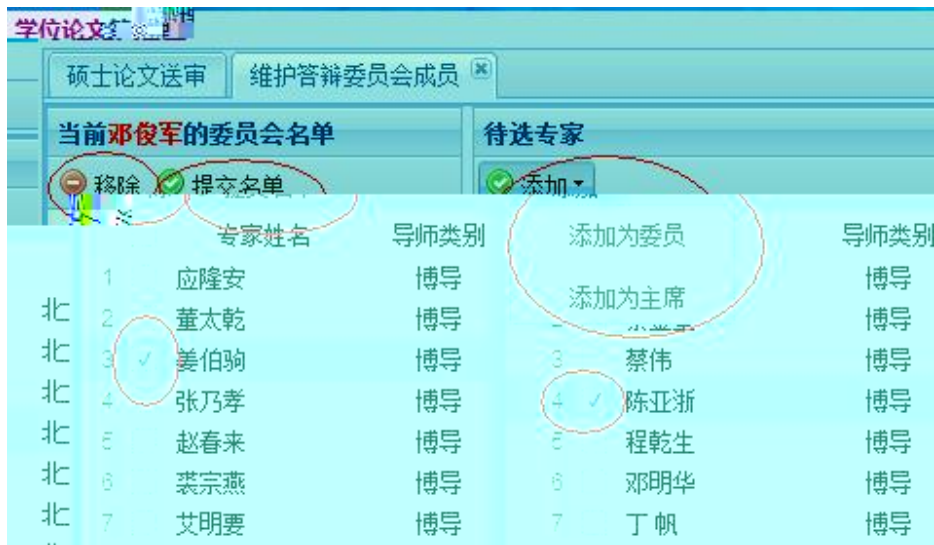 学位论文
硕士论文送审 维护答辩委员会成员
当前邓俊军的委员会名单 待选专家
移除 提交名单 添加
专家姓名 导师类别 添加为委员 导师类别
1 应隆安 博导 博导
添加为主席
北 2 董太乾 博导 博导
北 3 ✓ 姜伯驹 博导 3 蔡伟 博导
北 4 张乃孝 博导 4 ✓ 陈亚浙 博导
北 5 赵春来 博导 5 程乾生 博导
北 6 裘宗燕 博导 6 邓明华 博导
北 7 艾明要 博导 7 丁帆 博导